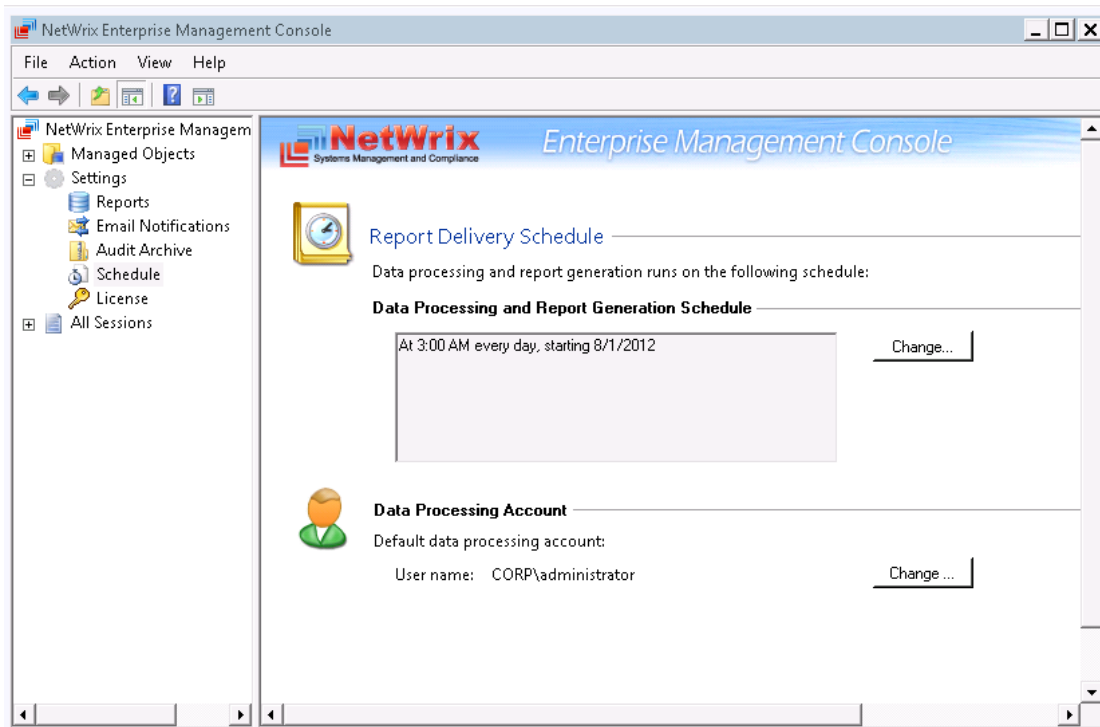 NetWrix Enterprise Management Console
File Action View Help
NetWrix Enterprise Managem
Managed Objects
Settings
Reports
Email Notifications
Audit Archive
Schedule
License
All Sessions
NetWrix
Systems Management and Compliance
Enterprise Management Console
Report Delivery Schedule
Data processing and report generation runs on the following schedule:
Data Processing and Report Generation Schedule
At 3:00 AM every day, starting 8/1/2012
Change...
Data Processing Account
Default data processing account:
User name: CORP\administrator
Change ...